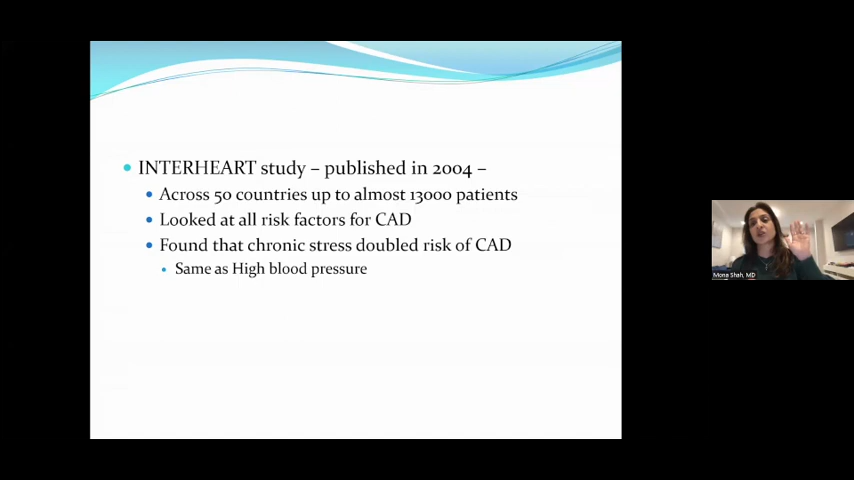 INTERHEART study – published in 2004 –
Across 50 countries up to almost 13000 patients
Looked at all risk factors for CAD
Found that chronic stress doubled risk of CAD
Same as High blood pressure
Mona Shah, MD